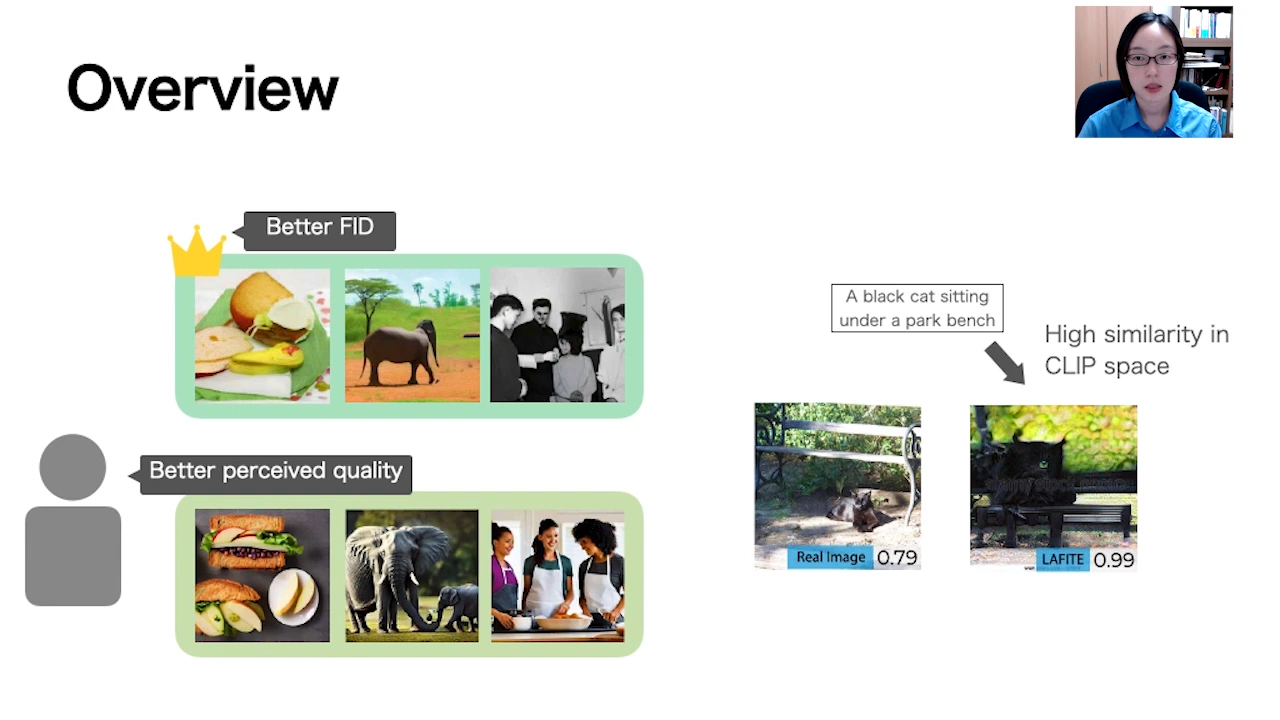 Overview
Better FID
Better perceived quality
A black cat sitting
under a park bench
High similarity in
CLIP space
Real Image 0.79
LAFITE 0.99